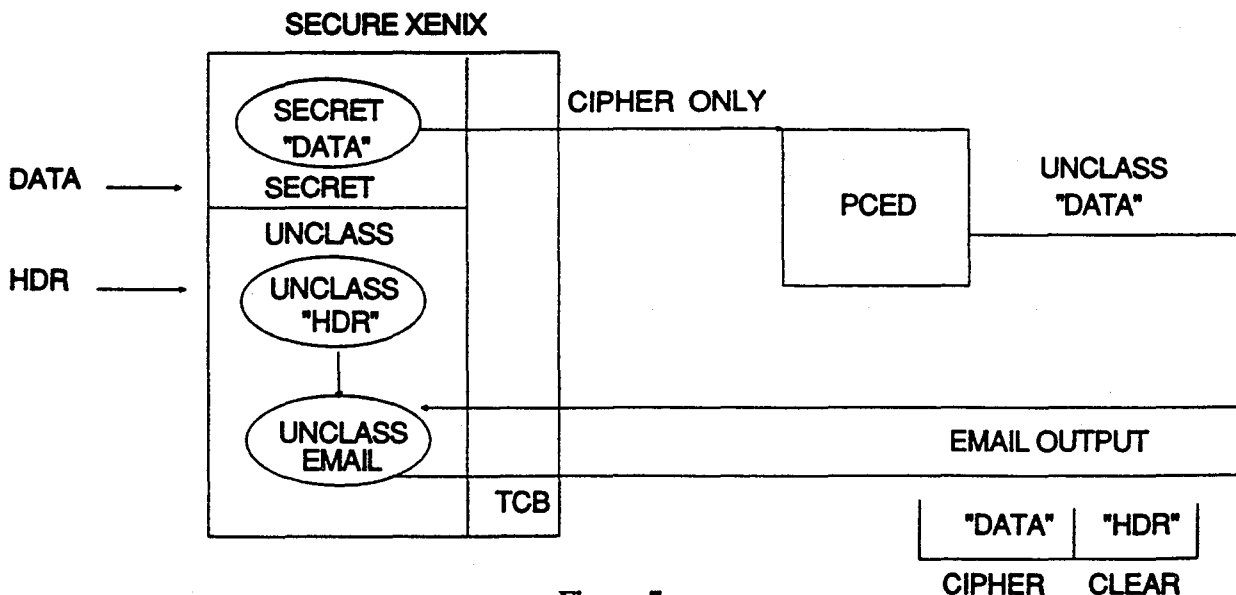 SECURE XENIX
SECRET
"DATA"
CIPHER ONLY
DATA
SECRET
PCED
UNCLASS
"DATA"
UNCLASS
HDR
UNCLASS
"HDR"
UNCLASS
EMAIL
EMAIL OUTPUT
TCB
"DATA" "HDR"
CIPHER CLEAR